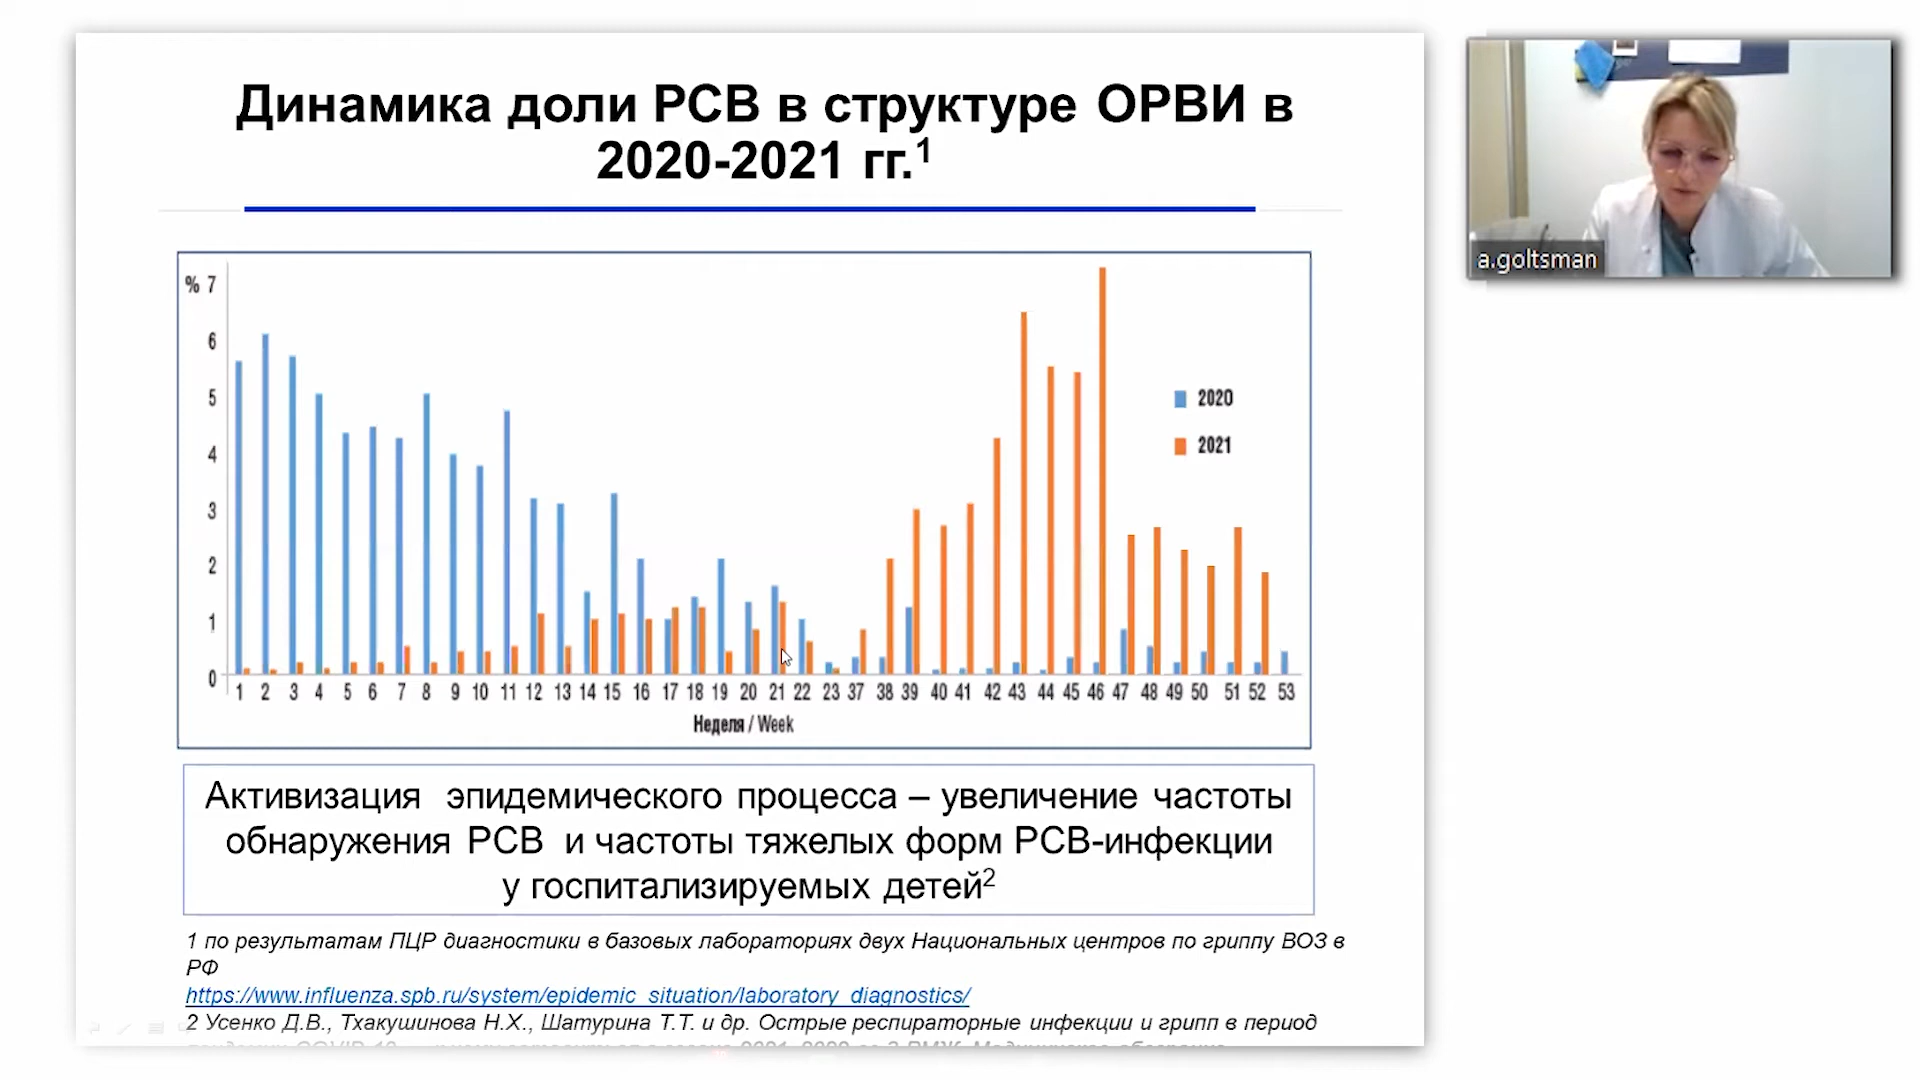 Динамика доли РСВ в структуре ОРВИ в
2020-2021 гг.1
a.goltsman
% 7
6
5
4
3
2
1
0
2020
2021
1 2 3 4 5 6 7 8 9 10 11 12 13 14 15 16 17 18 19 20 21 22 23 37 38 39 40 41 42 43 44 45 46 47 48 49 50 51 52 53
Неделя / Week
Активизация эпидемического процесса – увеличение частоты
обнаружения РСВ и частоты тяжелых форм РСВ-инфекции
у госпитализируемых детей2
1 по результатам ПЦР диагностики в базовых лабораториях двух Национальных центров по гриппу ВОЗ в
РФ
https://www.influenza.spb.ru/system/epidemic_situation/laboratory_diagnostics/
2 Усенко Д.В., Тхакушинова Н.Х., Шатурина Т.Т. и др. Острые респираторные инфекции и грипп в период